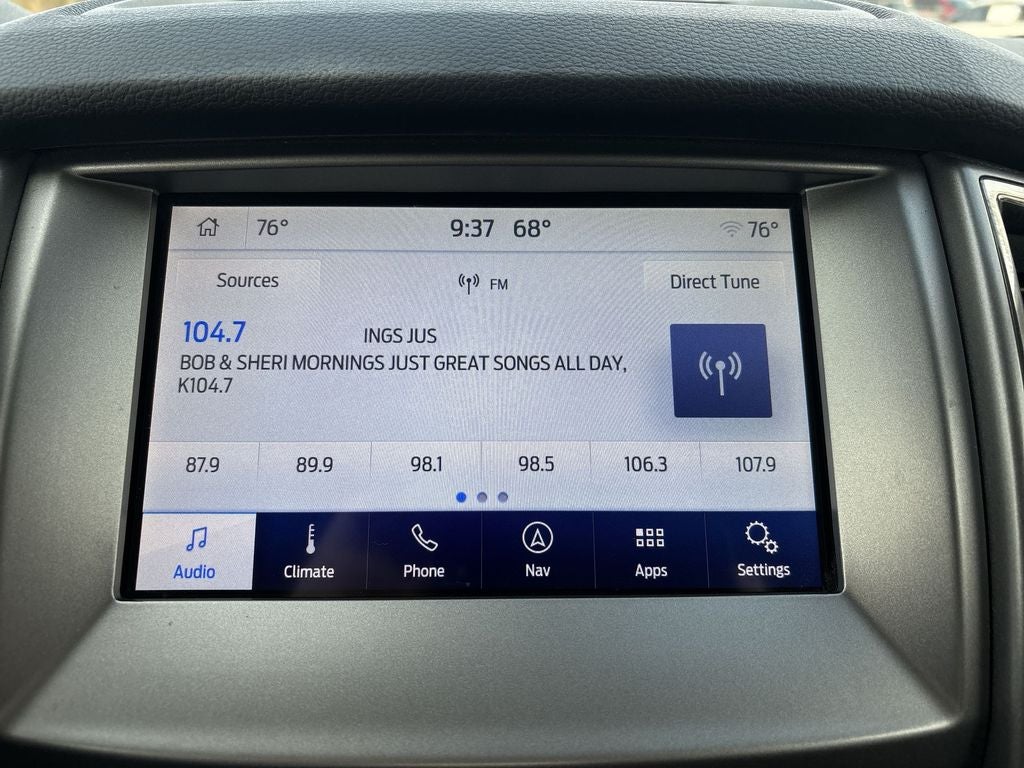 76° 9:37 68° 76°
Sources FM Direct Tune
104.7 INGS JUS
BOB & SHERI MORNINGS JUST GREAT SONGS ALL DAY,
K104.7
87.9 89.9 98.1 98.5 106.3 107.9
Audio Climate Phone Nav Apps Settings